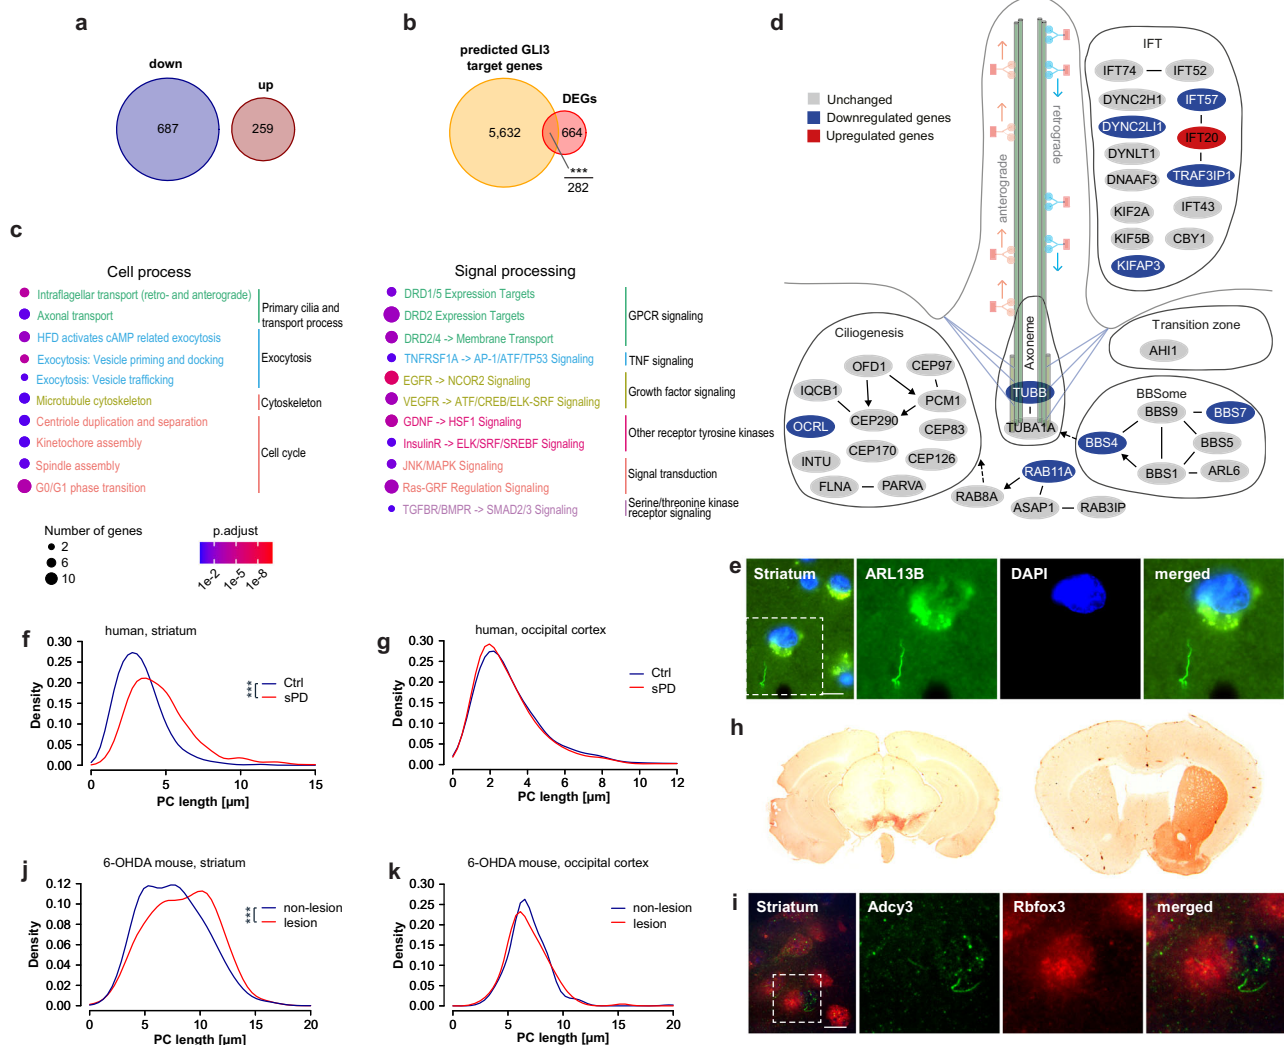 a
down
up
687
259
b
predicted GLI3
target genes
DEGs
5,632
664
***
282
c
Cell process
Intraflagellar transport (retro- and anterograde)
Axonal transport
Primary cilia and
transport process
HFD activates cAMP related exocytosis
Exocytosis: Vesicle priming and docking
Exocytosis: Vesicle trafficking
Exocytosis
Microtubule cytoskeleton
Cytoskeleton
Centriole duplication and separation
Kinetochore assembly
Spindle assembly
G0/G1 phase transition
Cell cycle
Signal processing
DRD1/5 Expression Targets
DRD2 Expression Targets
DRD2/4 -> Membrane Transport
GPCR signaling
TNFRSF1A -> AP-1/ATF/TP53 Signaling
TNF signaling
EGFR -> NCOR2 Signaling
VEGFR -> ATF/CREB/ELK-SRF Signaling
Growth factor signaling
GDNF -> HSF1 Signaling
InsulinR -> ELK/SRF/SREBF Signaling
Other receptor tyrosine kinases
JNK/MAPK Signaling
Ras-GRF Regulation Signaling
Signal transduction
TGFBR/BMPR -> SMAD2/3 Signaling
Serine/threonine kinase
receptor signaling
Number of genes
2
6
10
p.adjust
1e-2
1e-5
1e-8
d
Unchanged
Downregulated genes
Upregulated genes
anterograde
retrograde
Axoneme
TUBB
TUBA1A
IFT
IFT74
IFT52
DYNC2H1
IFT57
DYNC2LI1
IFT20
DYNLT1
DNAAF3
TRAF3IP1
KIF2A
IFT43
KIF5B
CBY1
KIFAP3
Transition zone
AHI1
Ciliogenesis
OFD1
CEP97
IQCB1
PCM1
OCRL
CEP290
CEP83
INTU
CEP170
CEP126
FLNA
PARVA
BBSome
BBS9
BBS7
BBS4
BBS5
BBS1
ARL6
RAB11A
RAB8A
ASAP1
RAB3IP
e
Striatum
ARL13B
DAPI
merged
f
human, striatum
Density
0.30
0.25
0.20
0.15
0.10
0.05
0.00
0
5
10
15
PC length [µm]
***
Ctrl
sPD
g
human, occipital cortex
Density
0.30
0.25
0.20
0.15
0.10
0.05
0.00
0
2
4
6
8
10
12
PC length [µm]
Ctrl
sPD
h
i
Striatum
Adcy3
Rbfox3
merged
j
6-OHDA mouse, striatum
Density
0.12
0.10
0.08
0.06
0.04
0.02
0.00
0
5
10
15
20
PC length [µm]
***
non-lesion
lesion
k
6-OHDA mouse, occipital cortex
Density
0.30
0.25
0.20
0.15
0.10
0.05
0.00
0
5
10
15
20
PC length [µm]
non-lesion
lesion